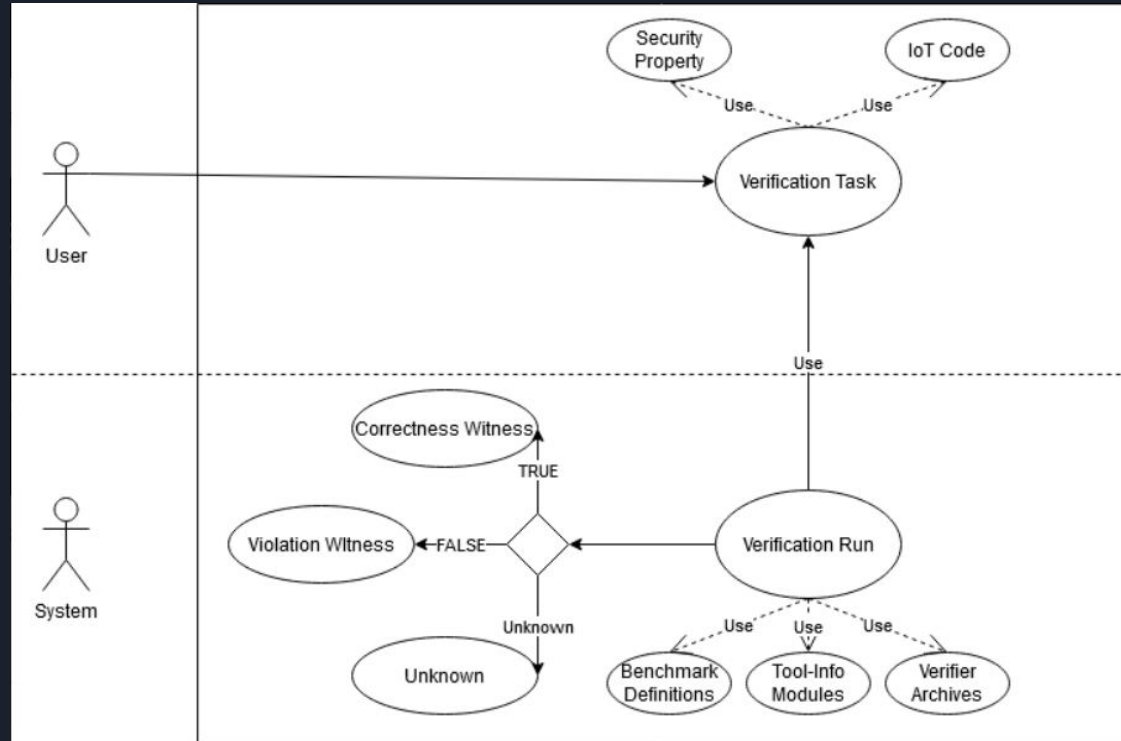 Security
Property
IoT Code
Use
Use
Verification Task
User
Use
Correctness Witness
TRUE
Violation WItness
FALSE
Verification Run
System
Unknown
Use
Use
Use
Unknown
Benchmark
Definitions
Tool-Info
Modules
Verifier
Archives